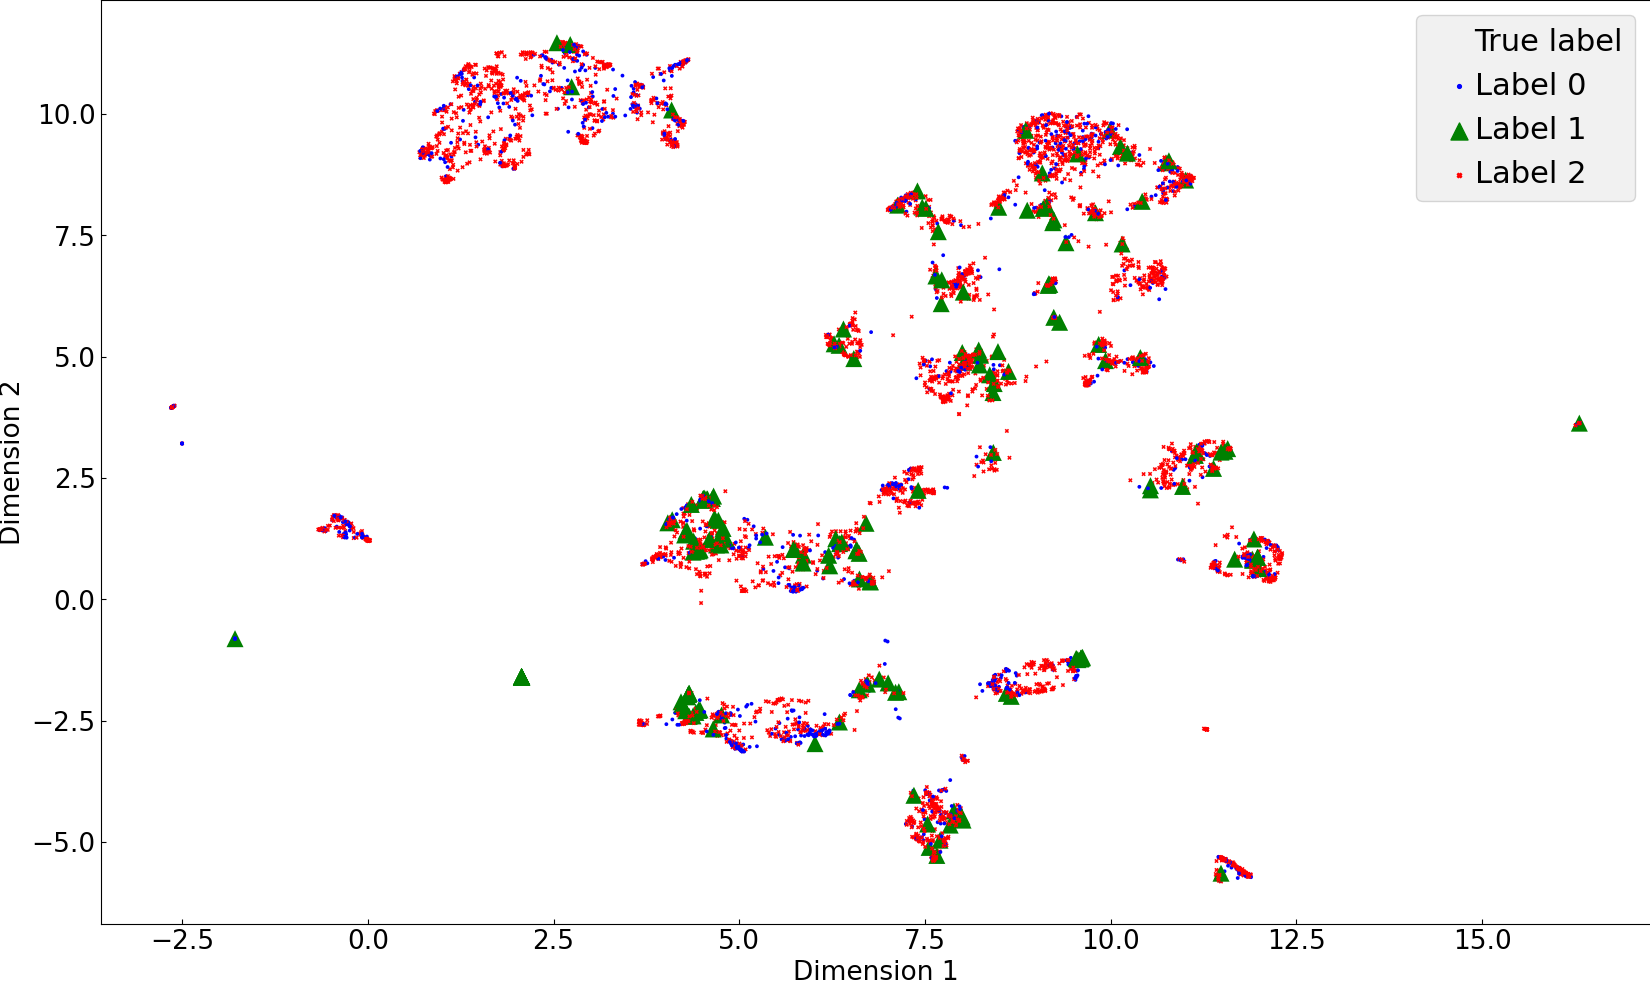 True label
Label 0
Label 1
Label 2
10.0
7.5
5.0
2.5
0.0
−2.5
−5.0
Dimension 2
−2.5 0.0 2.5 5.0 7.5 10.0 12.5 15.0
Dimension 1